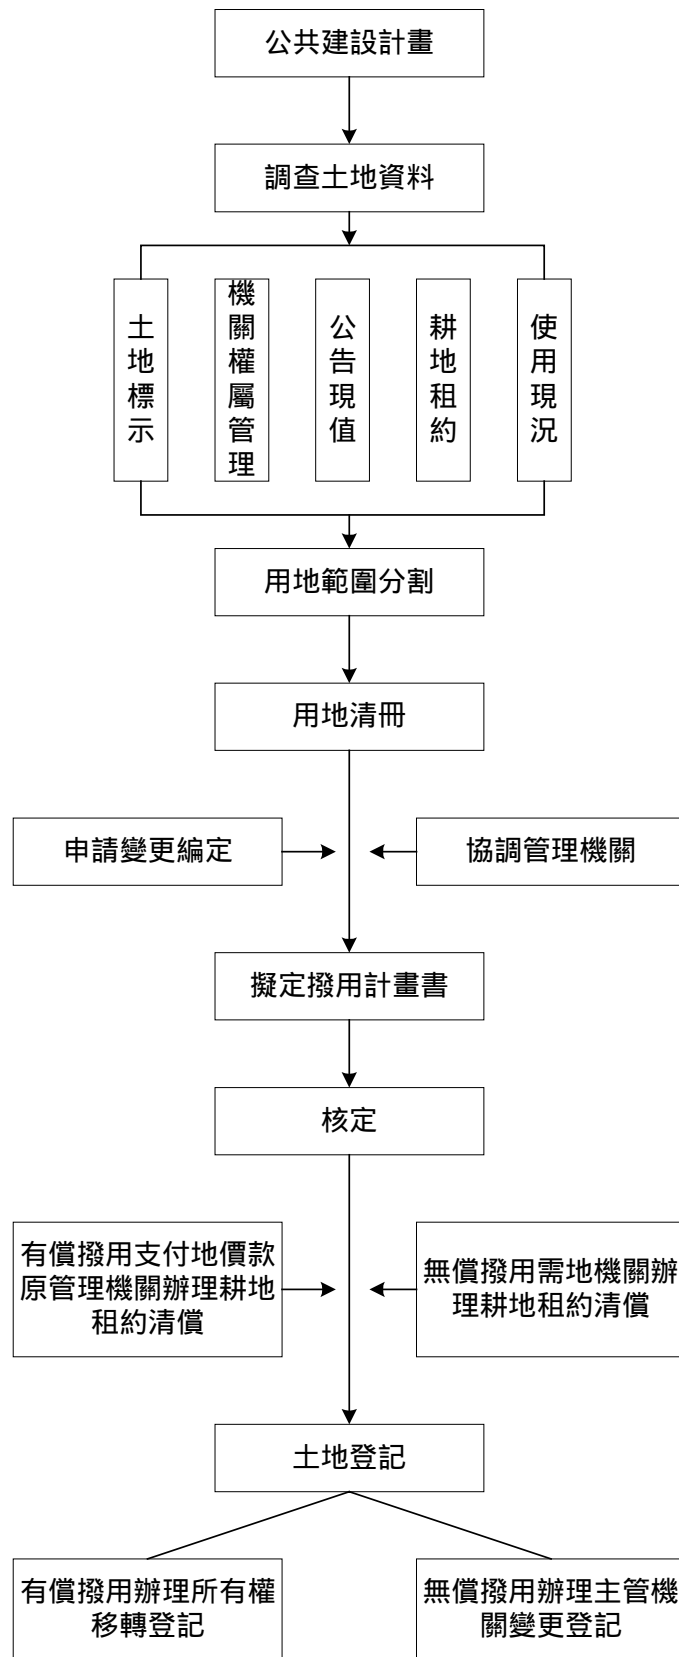 公共建設計畫
調查土地資料
土地標示
機關權屬管理
公告現值
耕地租約
使用現況
用地範圍分割
用地清冊
申請變更編定
協調管理機關
擬定撥用計畫書
核定
有償撥用支付地價款
原管理機關辦理耕地
租約清償
無償撥用需地機關辦
理耕地租約清償
土地登記
有償撥用辦理所有權
移轉登記
無償撥用辦理主管機
關變更登記